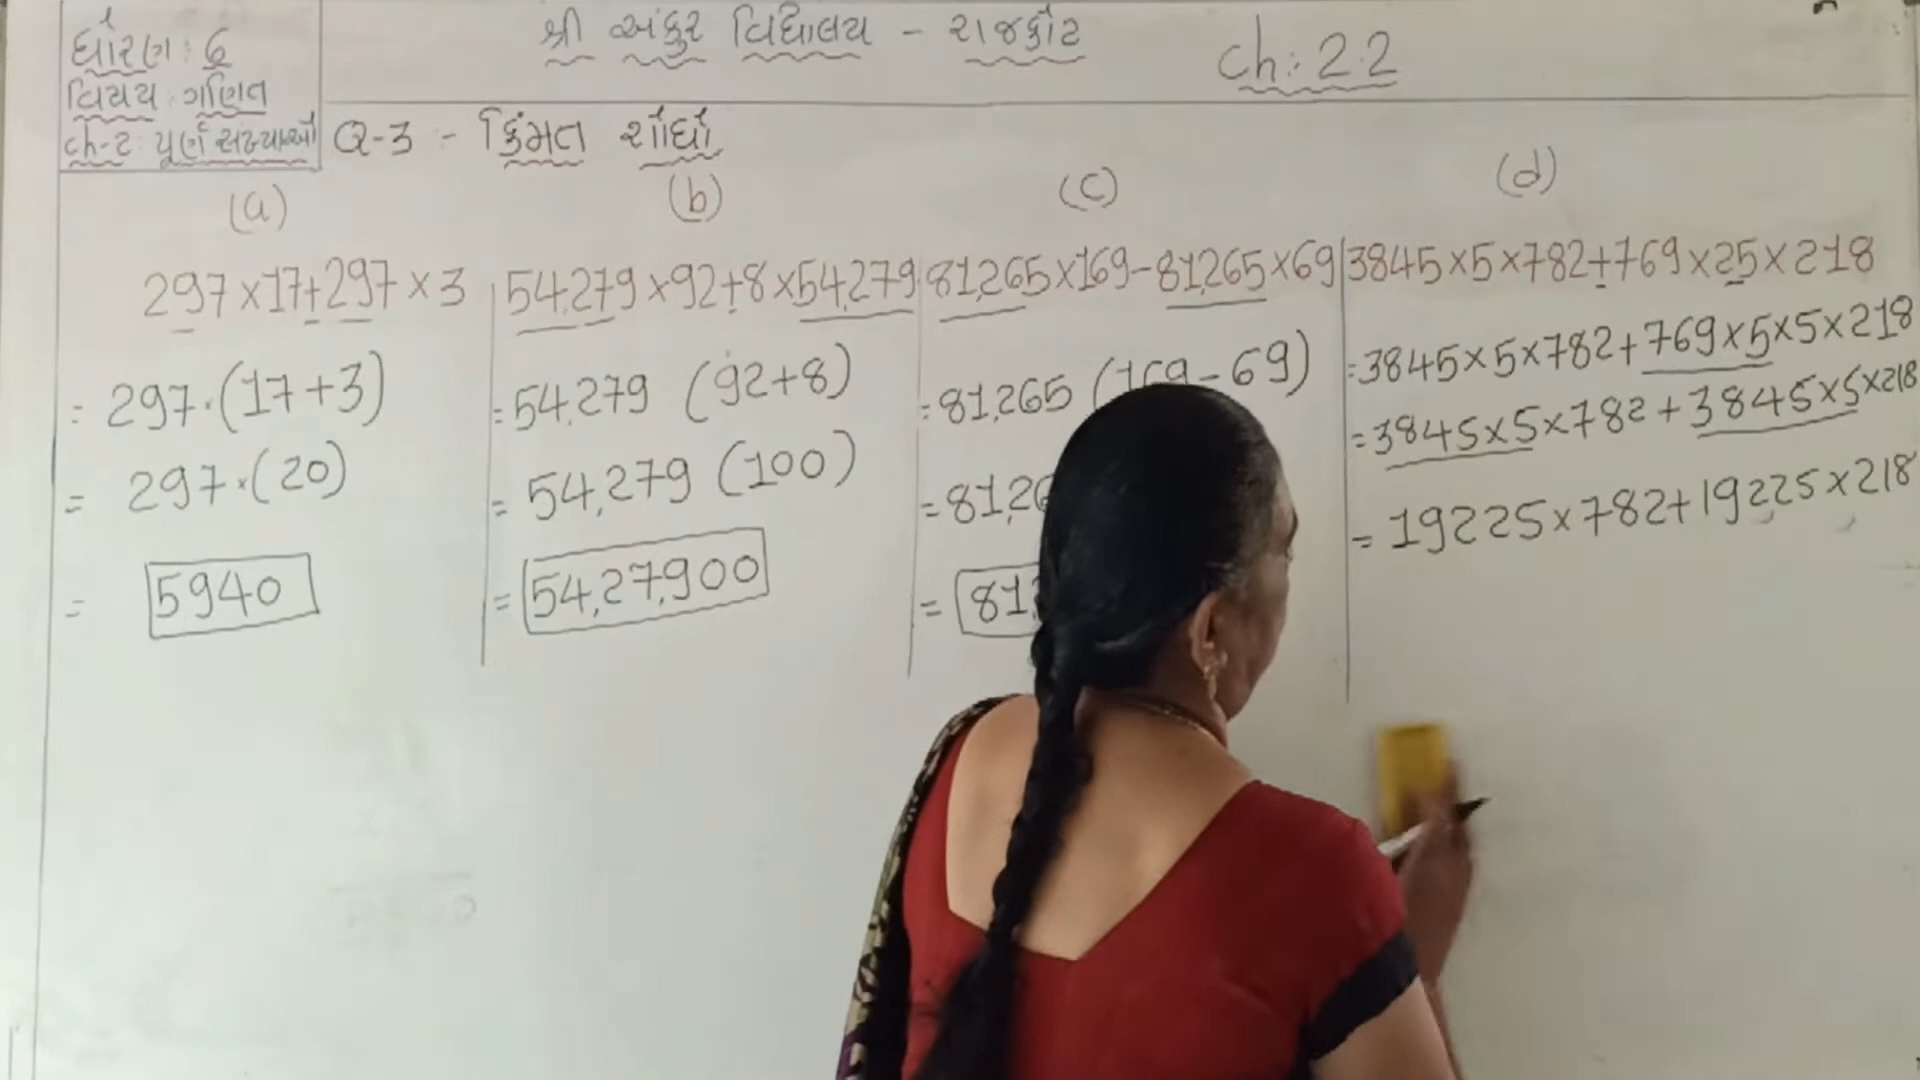 ધોરણ : ૬
વિષય : ગણિત
ch-૨ : પૂર્ણ સંખ્યાઓ
શ્રી અંકુર વિદ્યાલય - રાજકોટ
ch : 2.2
Q-3 :- કિંમત શોધો
(a)
297 × 17 + 297 × 3
= 297 · (17 + 3)
= 297 · (20)
= 5940
(b)
54,279 × 92 + 8 × 54,279
= 54,279 (92 + 8)
= 54,279 (100)
= 54,27,900
(c)
81,265 × 169 - 81,265 × 69
= 81,265 (169 - 69)
= 81,26
= 81,
(d)
3845 × 5 × 782 + 769 × 25 × 218
= 3845 × 5 × 782 + 769 × 5 × 5 × 218
= 3845 × 5 × 782 + 3845 × 5 × 218
= 19225 × 782 + 19225 × 218